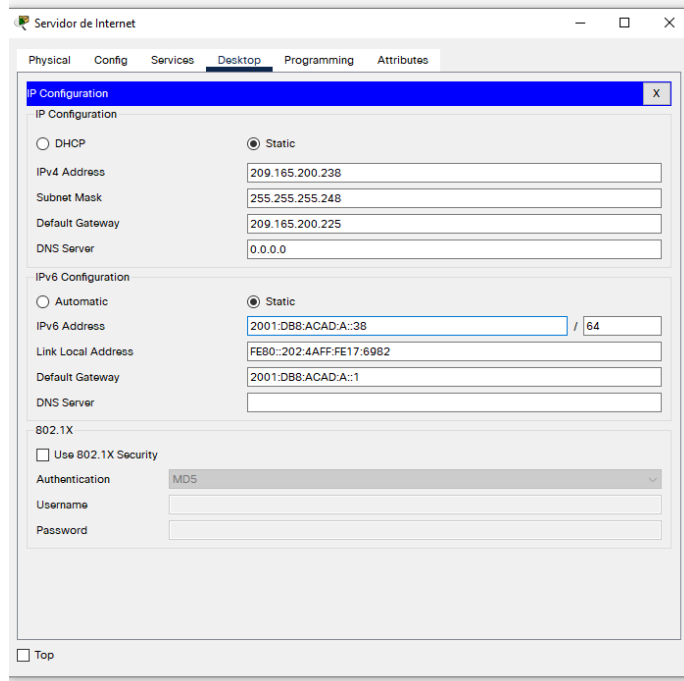 Servidor de Internet
Physical Config Services Desktop Programming Attributes
IP Configuration X
IP Configuration
DHCP Static
IPv4 Address 209.165.200.238
Subnet Mask 255.255.255.248
Default Gateway 209.165.200.225
DNS Server 0.0.0.0
IPv6 Configuration
Automatic Static
IPv6 Address 2001:DB8:ACAD:A::38 / 64
Link Local Address FE80::202:4AFF:FE17:6982
Default Gateway 2001:DB8:ACAD:A::1
DNS Server
802.1X
Use 802.1X Security
Authentication MD5
Username
Password
Top